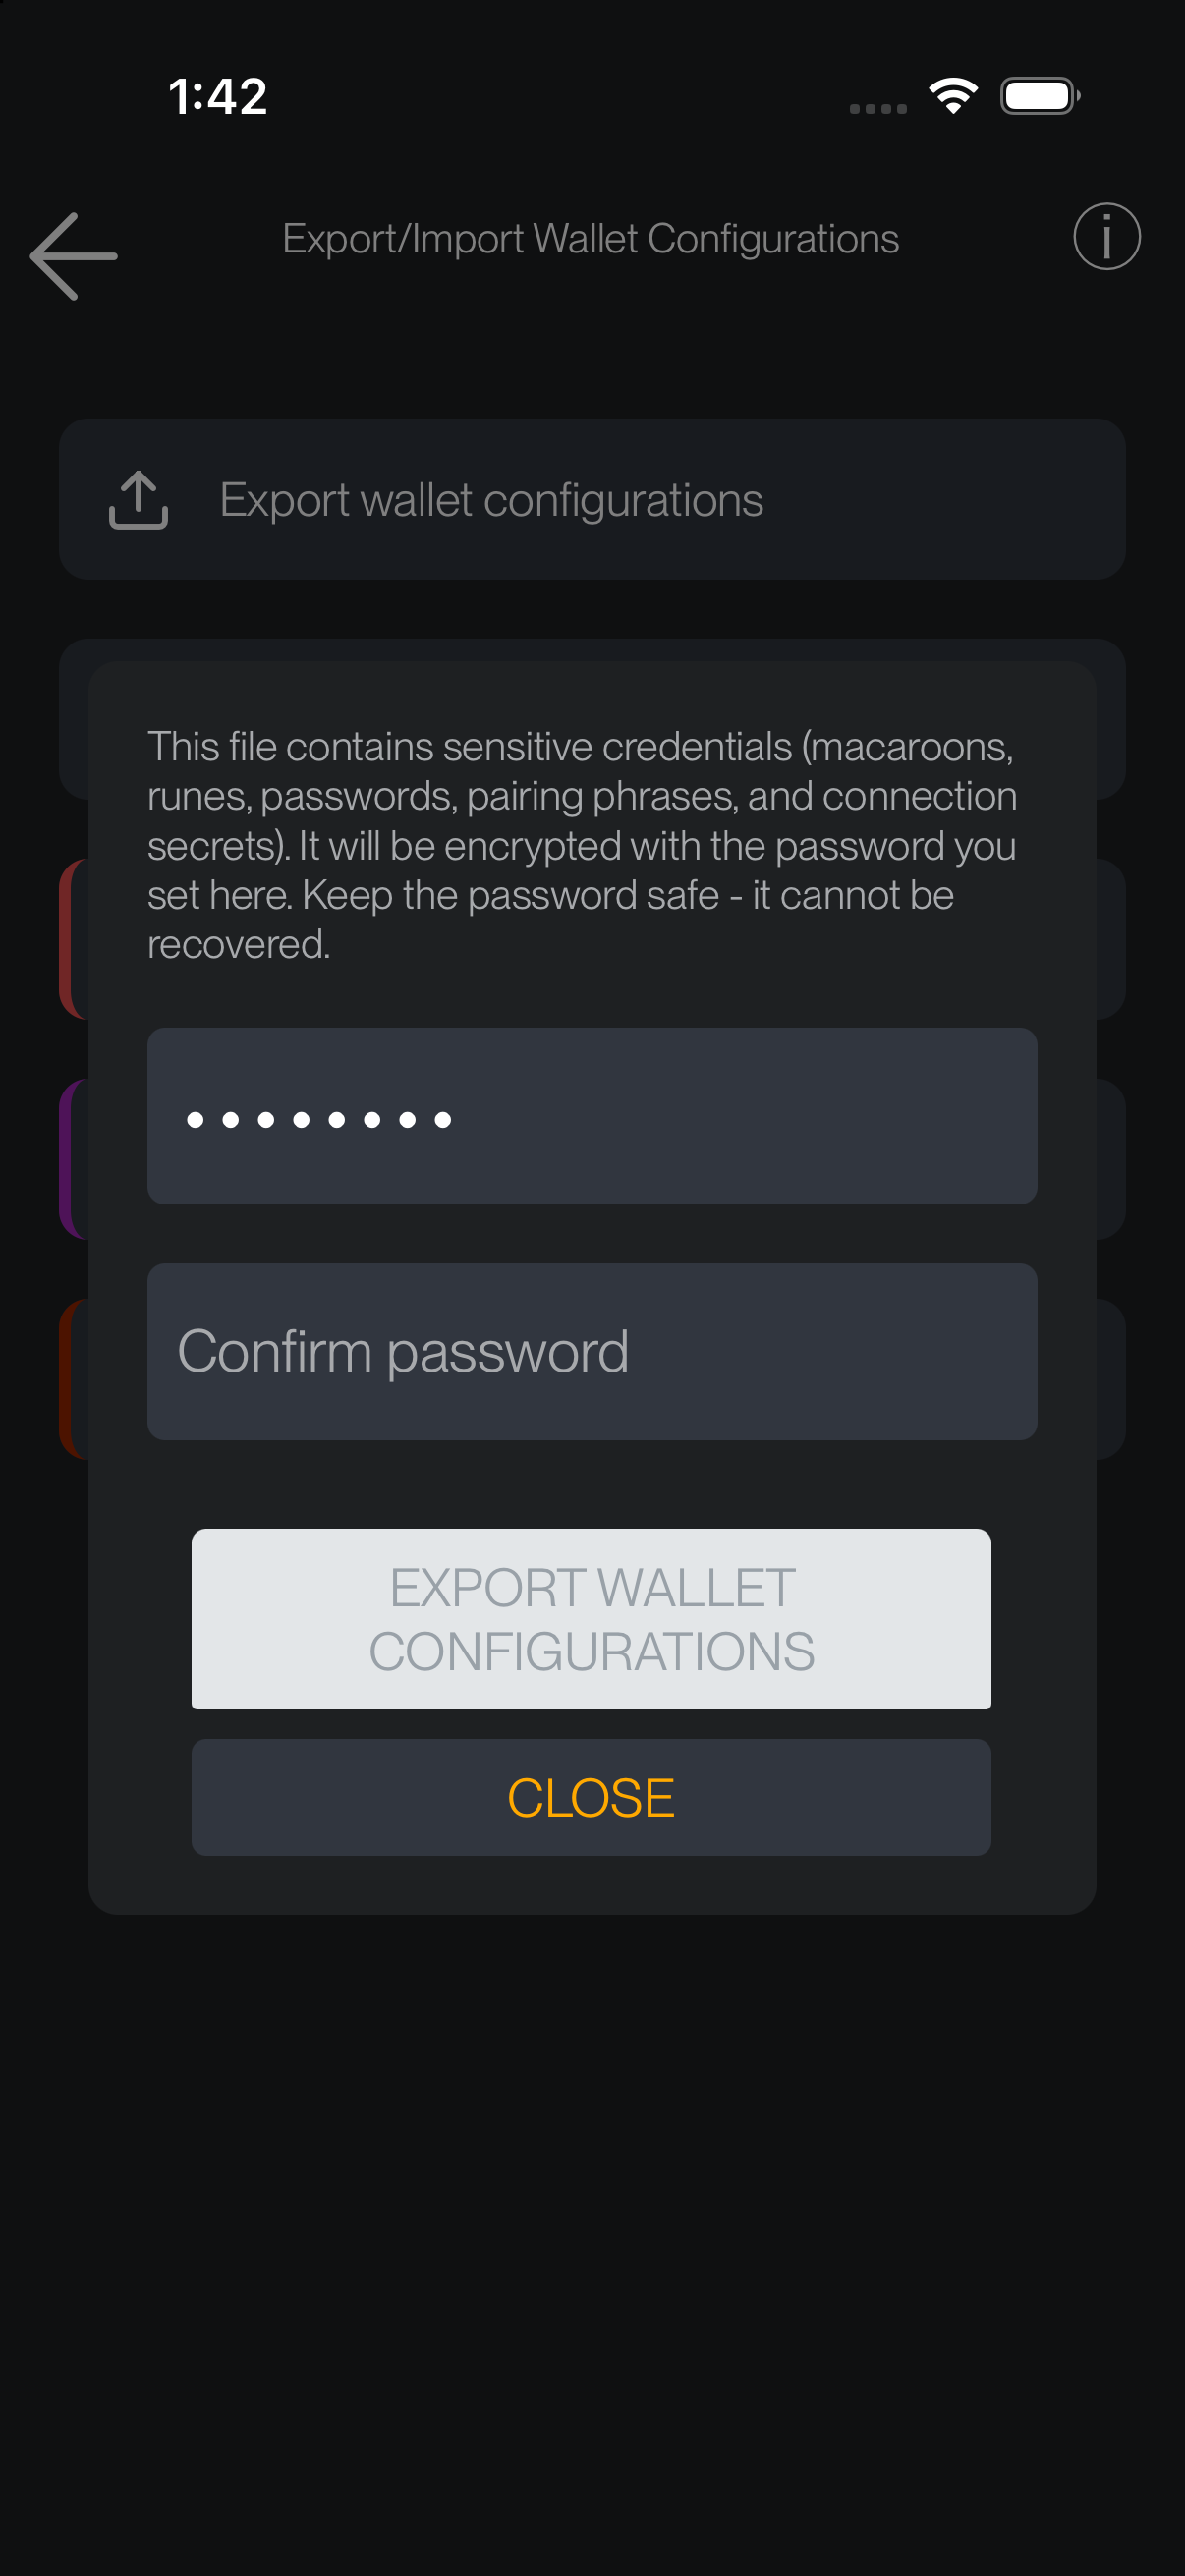 1:42
Export/Import Wallet Configurations
Export wallet configurations
This file contains sensitive credentials (macaroons,
runes, passwords, pairing phrases, and connection
secrets). It will be encrypted with the password you
set here. Keep the password safe - it cannot be
recovered.
••••••••
Confirm password
EXPORT WALLET
CONFIGURATIONS
CLOSE